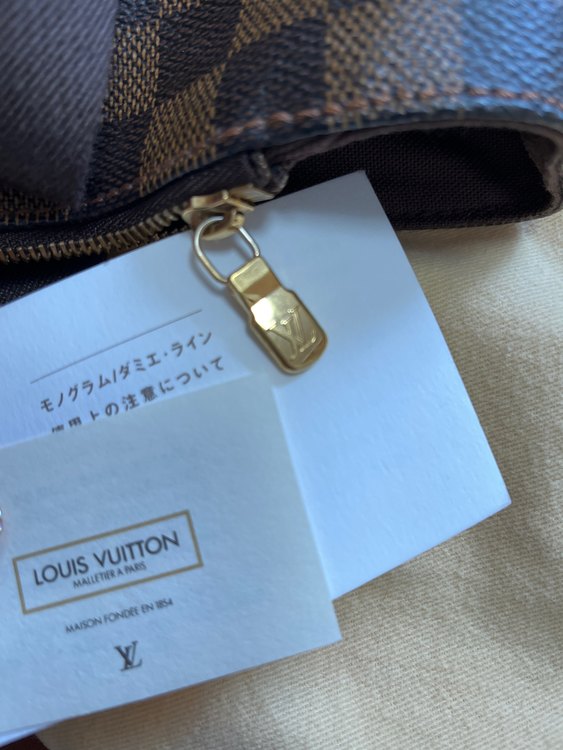 LV
モノグラム/ダミエ・ライン
使用上の注意について
LOUIS VUITTON
MALLETIER A PARIS
MAISON FONDÉE EN 1854
LV